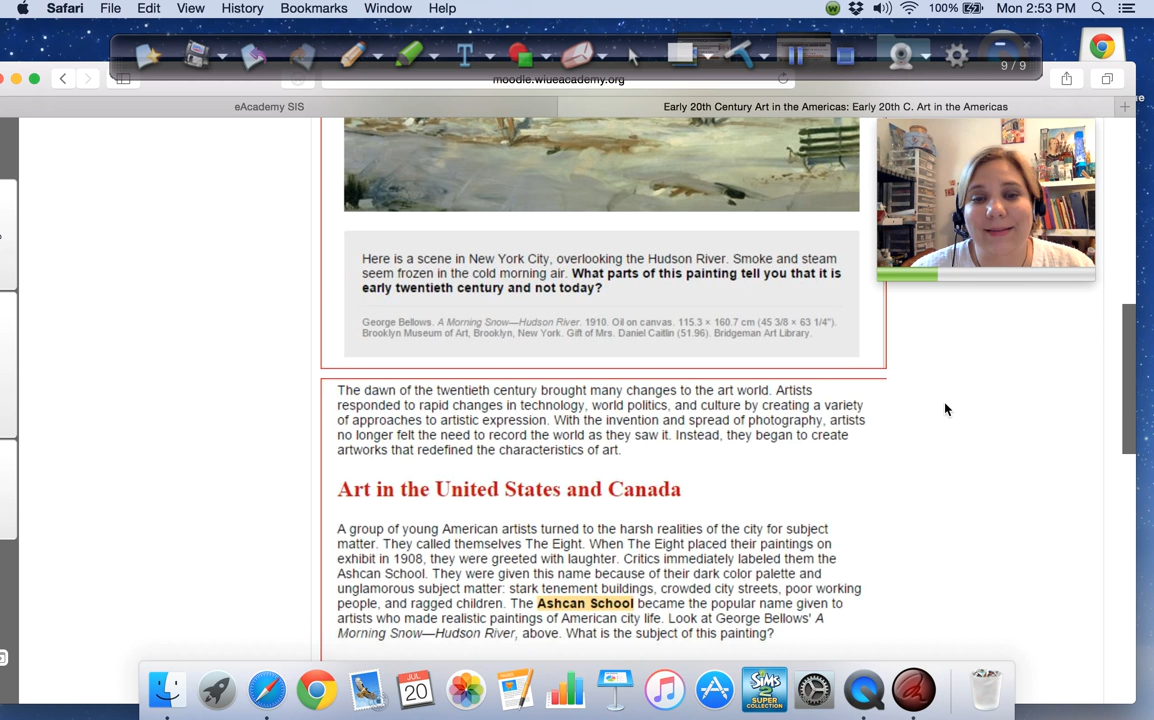 Safari File Edit View History Bookmarks Window Help 100% Mon 2:53 PM
9 / 9
moodle.wiueacademy.org
eAcademy SIS Early 20th Century Art in the Americas: Early 20th C. Art in the Americas
Here is a scene in New York City, overlooking the Hudson River. Smoke and steam
seem frozen in the cold morning air. What parts of this painting tell you that it is
early twentieth century and not today?
George Bellows. A Morning Snow—Hudson River. 1910. Oil on canvas. 115.3 × 160.7 cm (45 3/8 × 63 1/4").
Brooklyn Museum of Art, Brooklyn, New York. Gift of Mrs. Daniel Catlin (51.96). Bridgeman Art Library.
The dawn of the twentieth century brought many changes to the art world. Artists
responded to rapid changes in technology, world politics, and culture by creating a variety
of approaches to artistic expression. With the invention and spread of photography, artists
no longer felt the need to record the world as they saw it. Instead, they began to create
artworks that redefined the characteristics of art.
Art in the United States and Canada
A group of young American artists turned to the harsh realities of the city for subject
matter. They called themselves The Eight. When The Eight placed their paintings on
exhibit in 1908, they were greeted with laughter. Critics immediately labeled them the
Ashcan School. They were given this name because of their dark color palette and
unglamorous subject matter: stark tenement buildings, crowded city streets, poor working
people, and ragged children. The Ashcan School became the popular name given to
artists who made realistic paintings of American city life. Look at George Bellows' A
Morning Snow—Hudson River, above. What is the subject of this painting?
JUL
20
The SIMS 2 SUPER COLLECTION